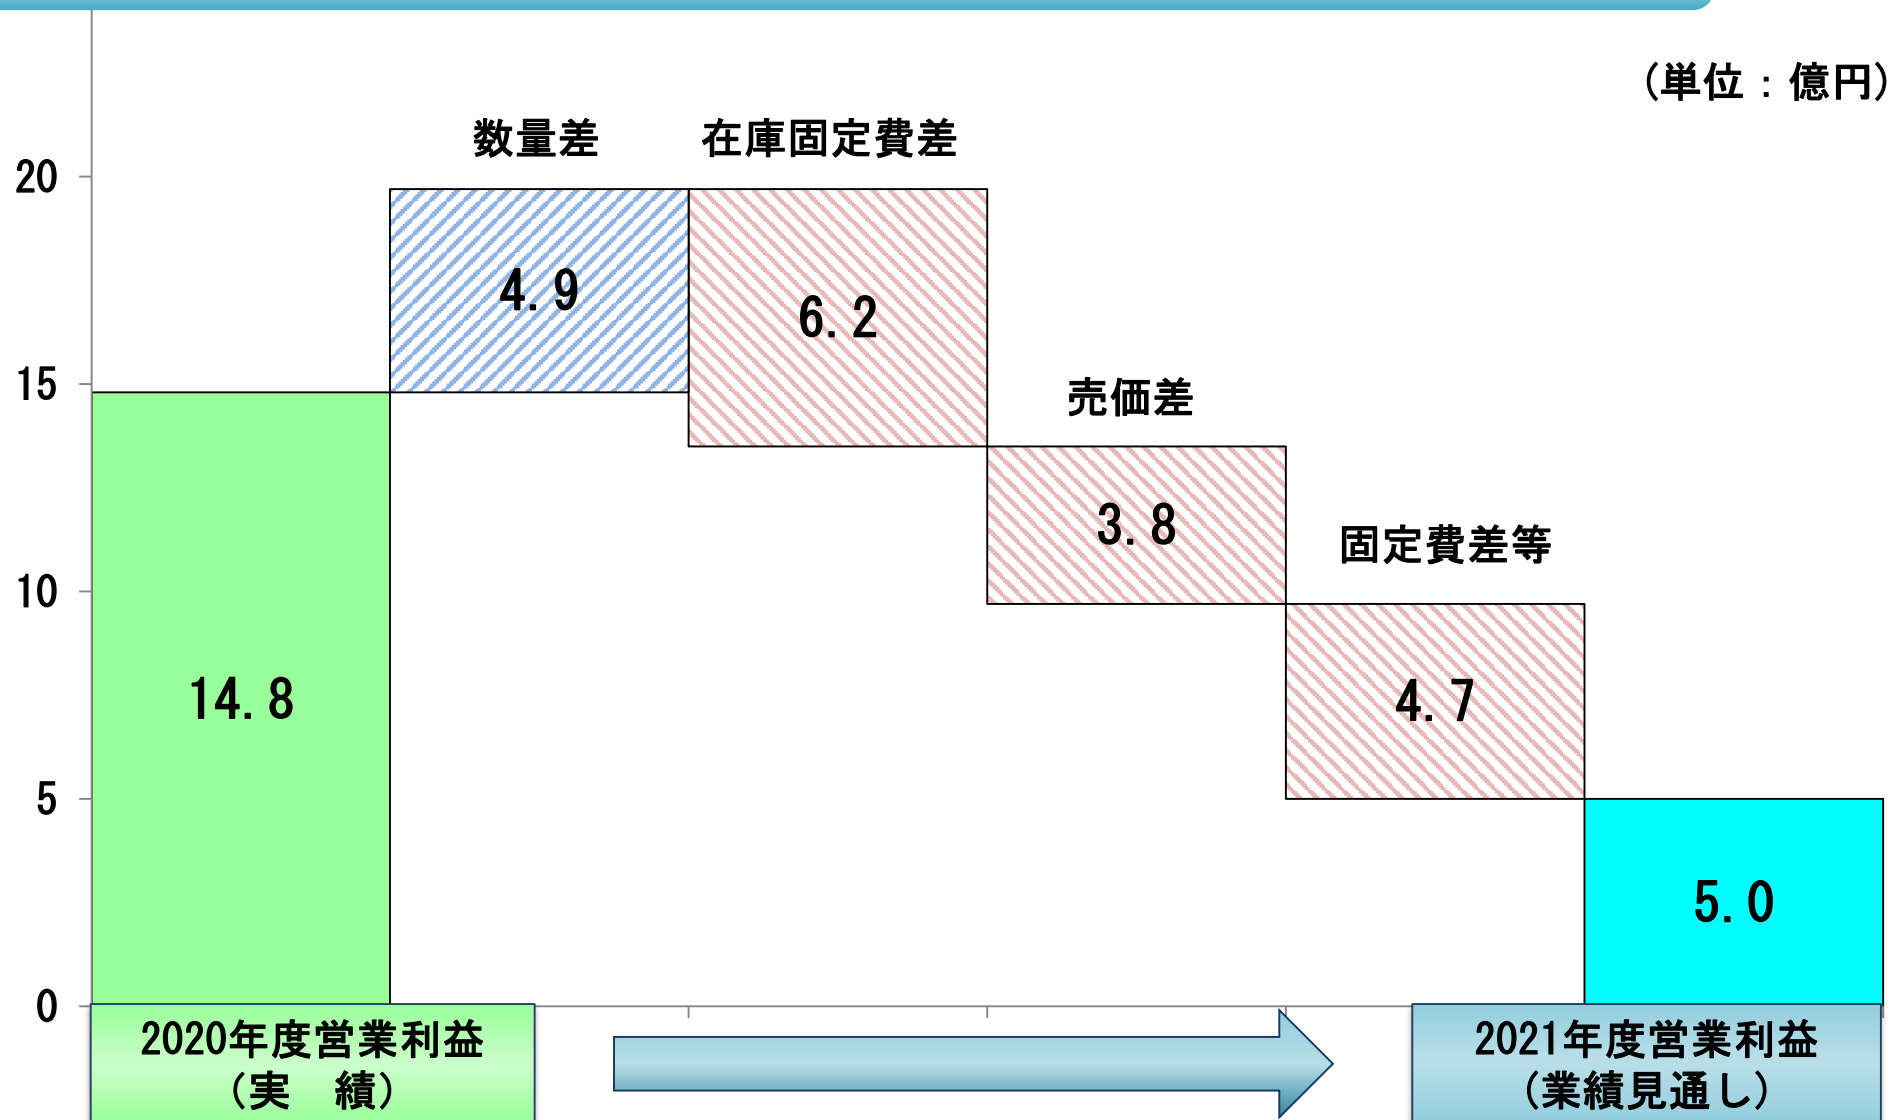 (単位：億円)
数量差
在庫固定費差
20
4.9
6.2
15
売価差
3.8
固定費差等
10
14.8
4.7
5
5.0
0
2020年度営業利益
(実　績)
2021年度営業利益
(業績見通し)